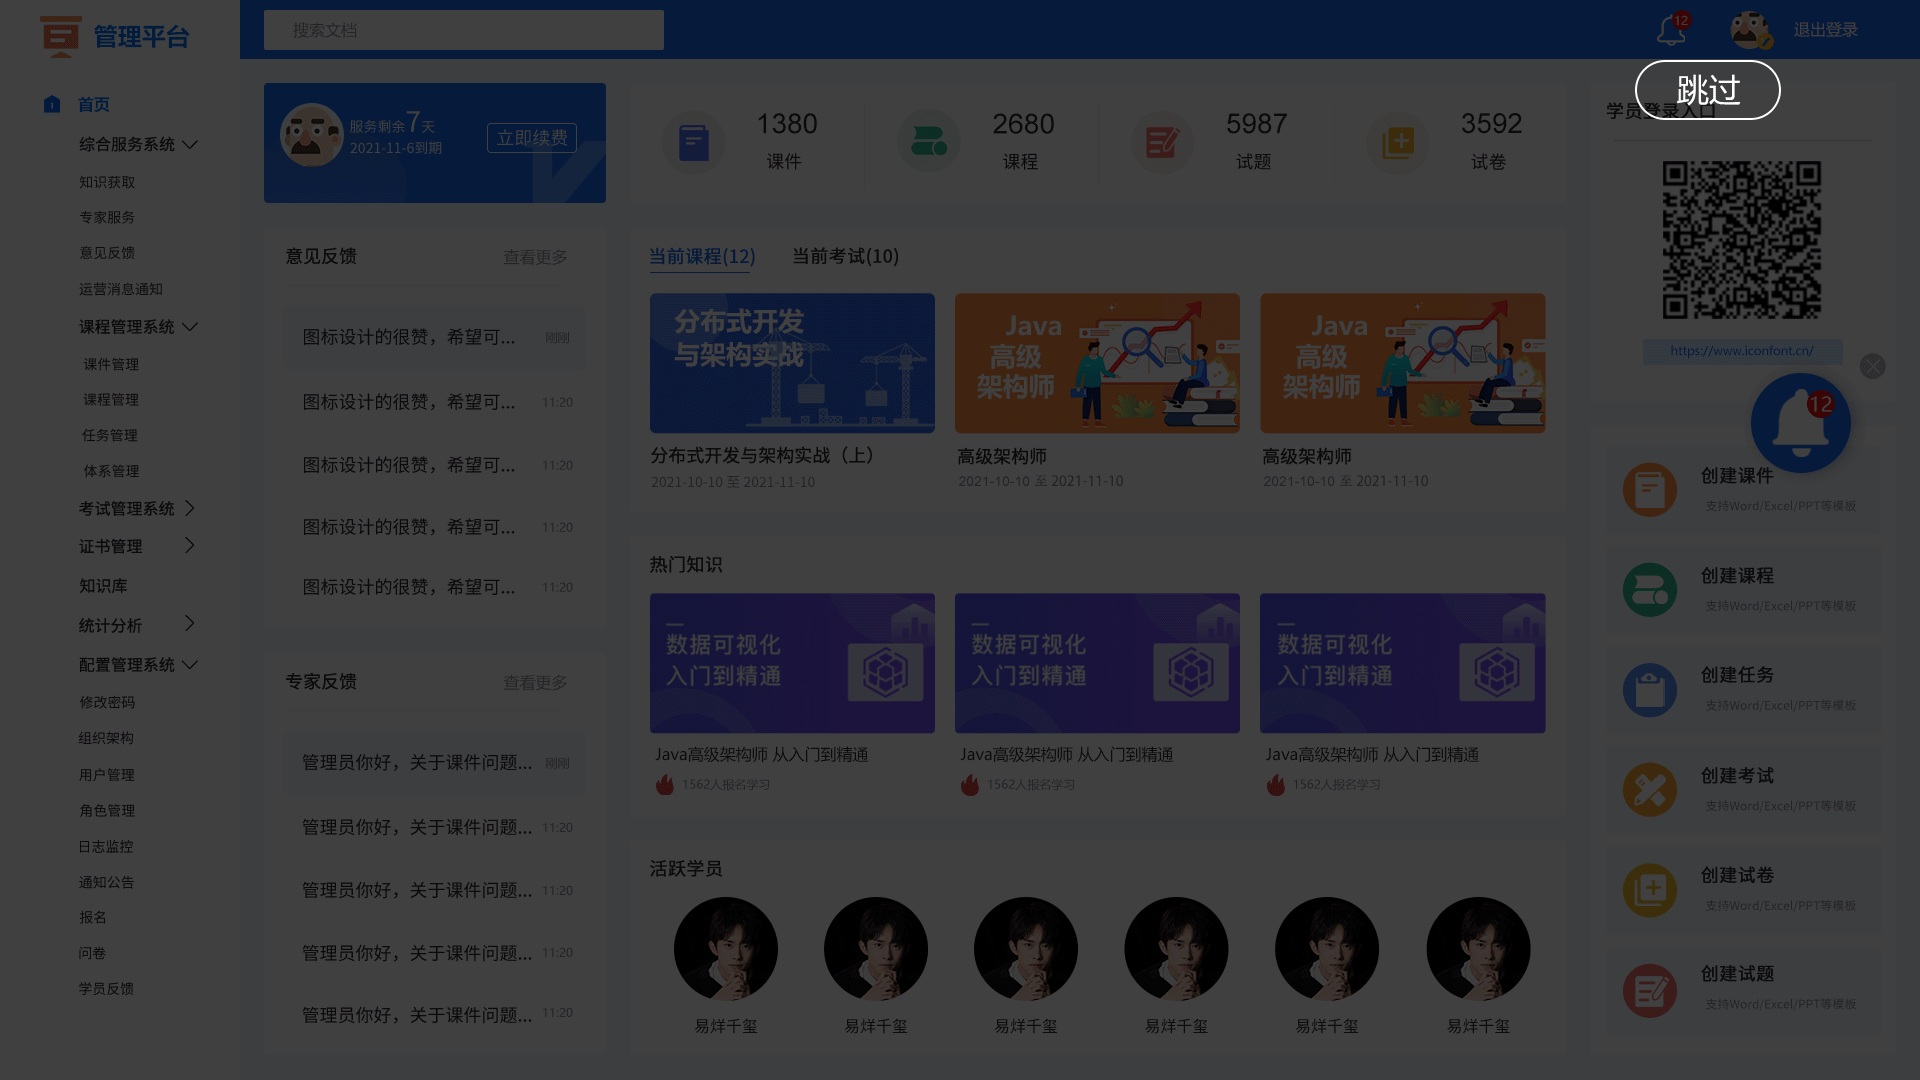 管理平台
搜索文档
12
退出登录
首页
综合服务系统
知识获取
专家服务
意见反馈
运营消息通知
课程管理系统
课件管理
课程管理
任务管理
体系管理
考试管理系统
证书管理
知识库
统计分析
配置管理系统
修改密码
组织架构
用户管理
角色管理
日志监控
通知公告
报名
问卷
学员反馈
服务剩余7天
2021-11-6到期
立即续费
意见反馈
查看更多
图标设计的很赞，希望可...
刚刚
图标设计的很赞，希望可...
11:20
图标设计的很赞，希望可...
11:20
图标设计的很赞，希望可...
11:20
图标设计的很赞，希望可...
11:20
专家反馈
查看更多
管理员你好，关于课件问题...
刚刚
管理员你好，关于课件问题...
11:20
管理员你好，关于课件问题...
11:20
管理员你好，关于课件问题...
11:20
管理员你好，关于课件问题...
11:20
1380
课件
2680
课程
5987
试题
3592
试卷
当前课程(12)
当前考试(10)
分布式开发
与架构实战
分布式开发与架构实战（上）
2021-10-10 至 2021-11-10
Java
高级
架构师
高级架构师
2021-10-10 至 2021-11-10
Java
高级
架构师
高级架构师
2021-10-10 至 2021-11-10
热门知识
数据可视化
入门到精通
Java高级架构师 从入门到精通
1562人报名学习
数据可视化
入门到精通
Java高级架构师 从入门到精通
1562人报名学习
数据可视化
入门到精通
Java高级架构师 从入门到精通
1562人报名学习
活跃学员
易烊千玺
易烊千玺
易烊千玺
易烊千玺
易烊千玺
易烊千玺
跳过
学员登录入口
https://www.iconfont.cn/
12
创建课件
支持Word/Excel/PPT等模板
创建课程
支持Word/Excel/PPT等模板
创建任务
支持Word/Excel/PPT等模板
创建考试
支持Word/Excel/PPT等模板
创建试卷
支持Word/Excel/PPT等模板
创建试题
支持Word/Excel/PPT等模板